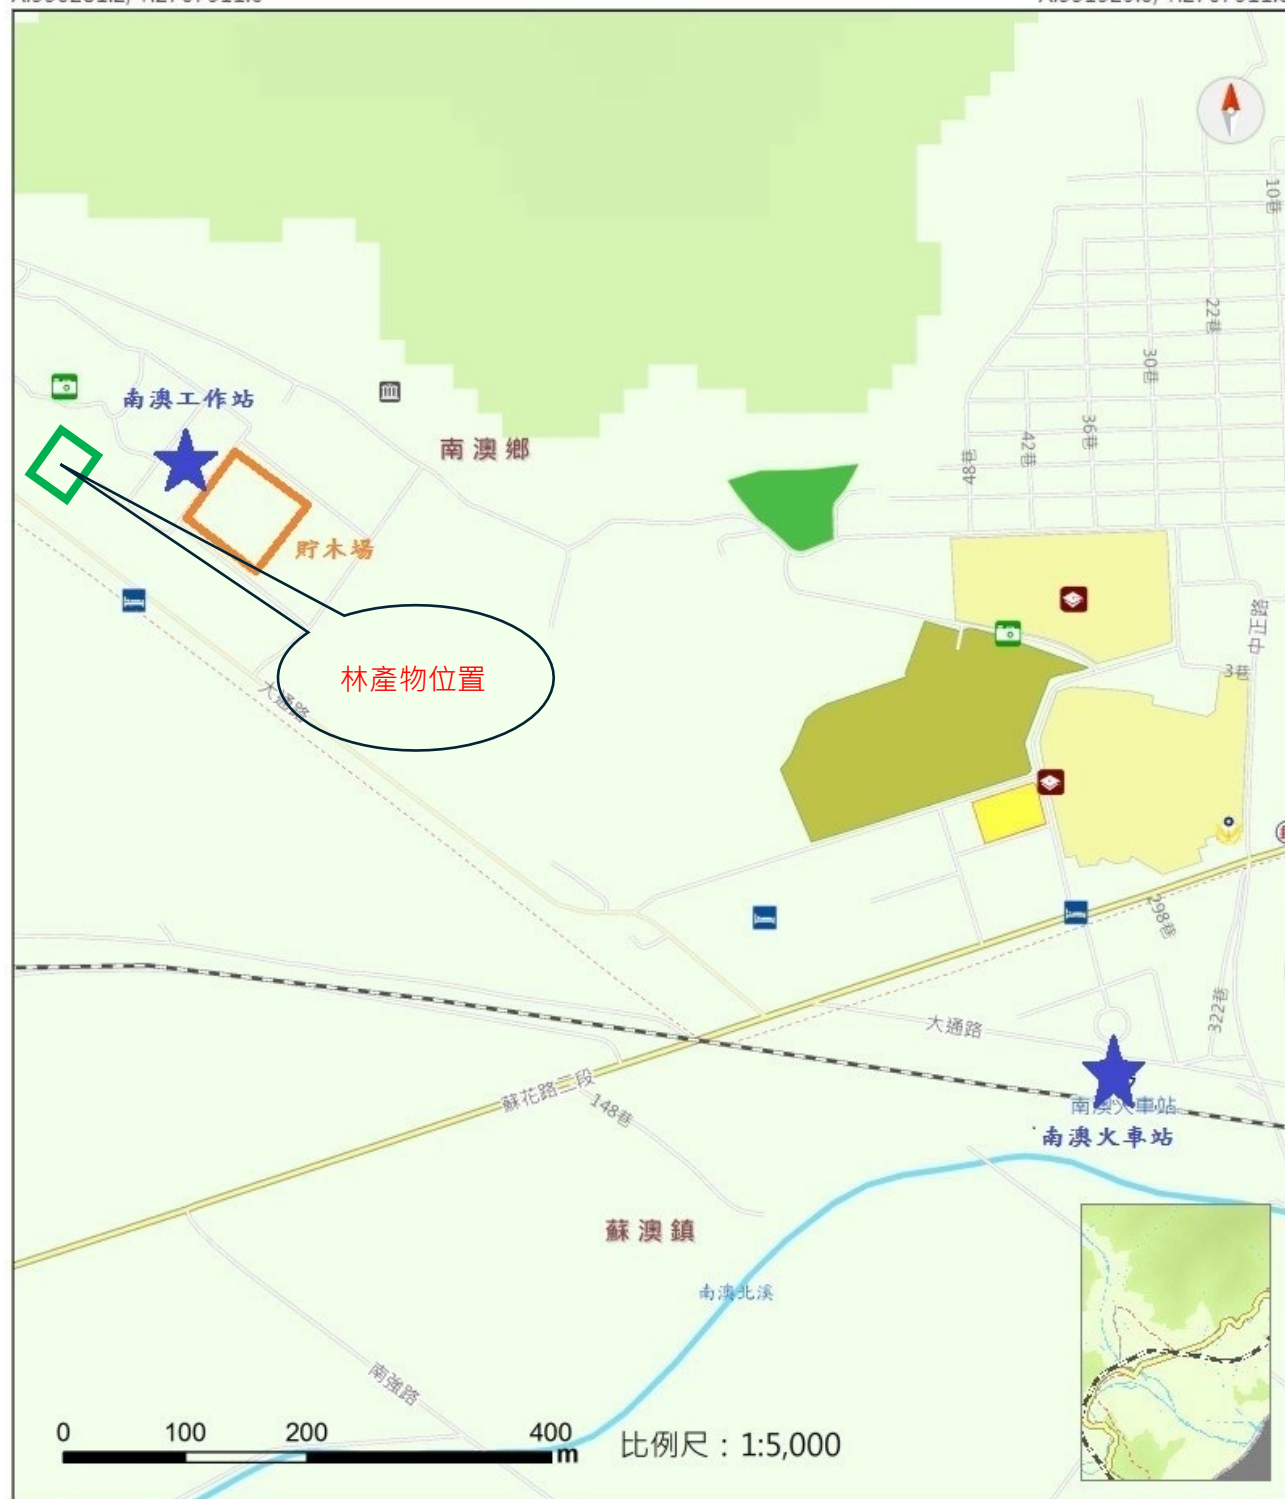 10巷
22巷
30巷
南澳工作站
36巷
42巷
南澳鄉
48巷
貯木場
中正路
3巷
林產物位置
大通路
298巷
322巷
大通路
蘇花路二段
148巷
南澳火車站
南澳火車站
蘇澳鎮
南澳北溪
南強路
0 100 200 400 m
比例尺：1:5,000